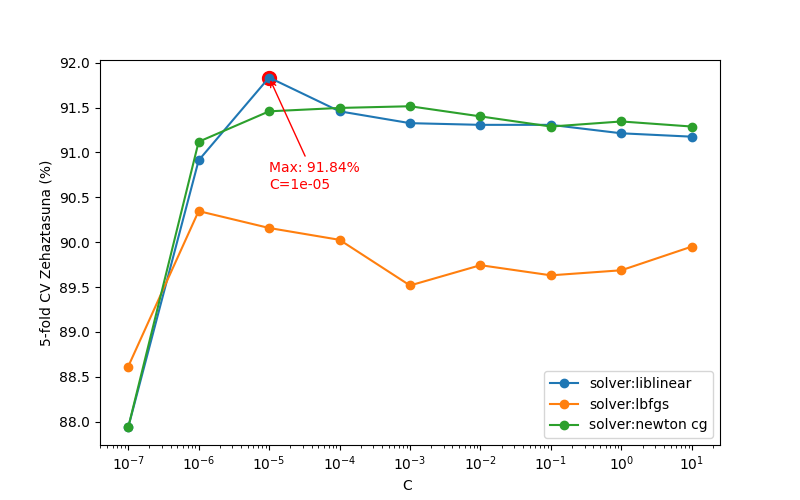 92.0
91.5
91.0
90.5
90.0
89.5
89.0
88.5
88.0
5-fold CV Zehaztasuna (%)
Max: 91.84%
C=1e-05
solver:liblinear
solver:lbfgs
solver:newton cg
10⁻⁷ 10⁻⁶ 10⁻⁵ 10⁻⁴ 10⁻³ 10⁻² 10⁻¹ 10⁰ 10¹
C